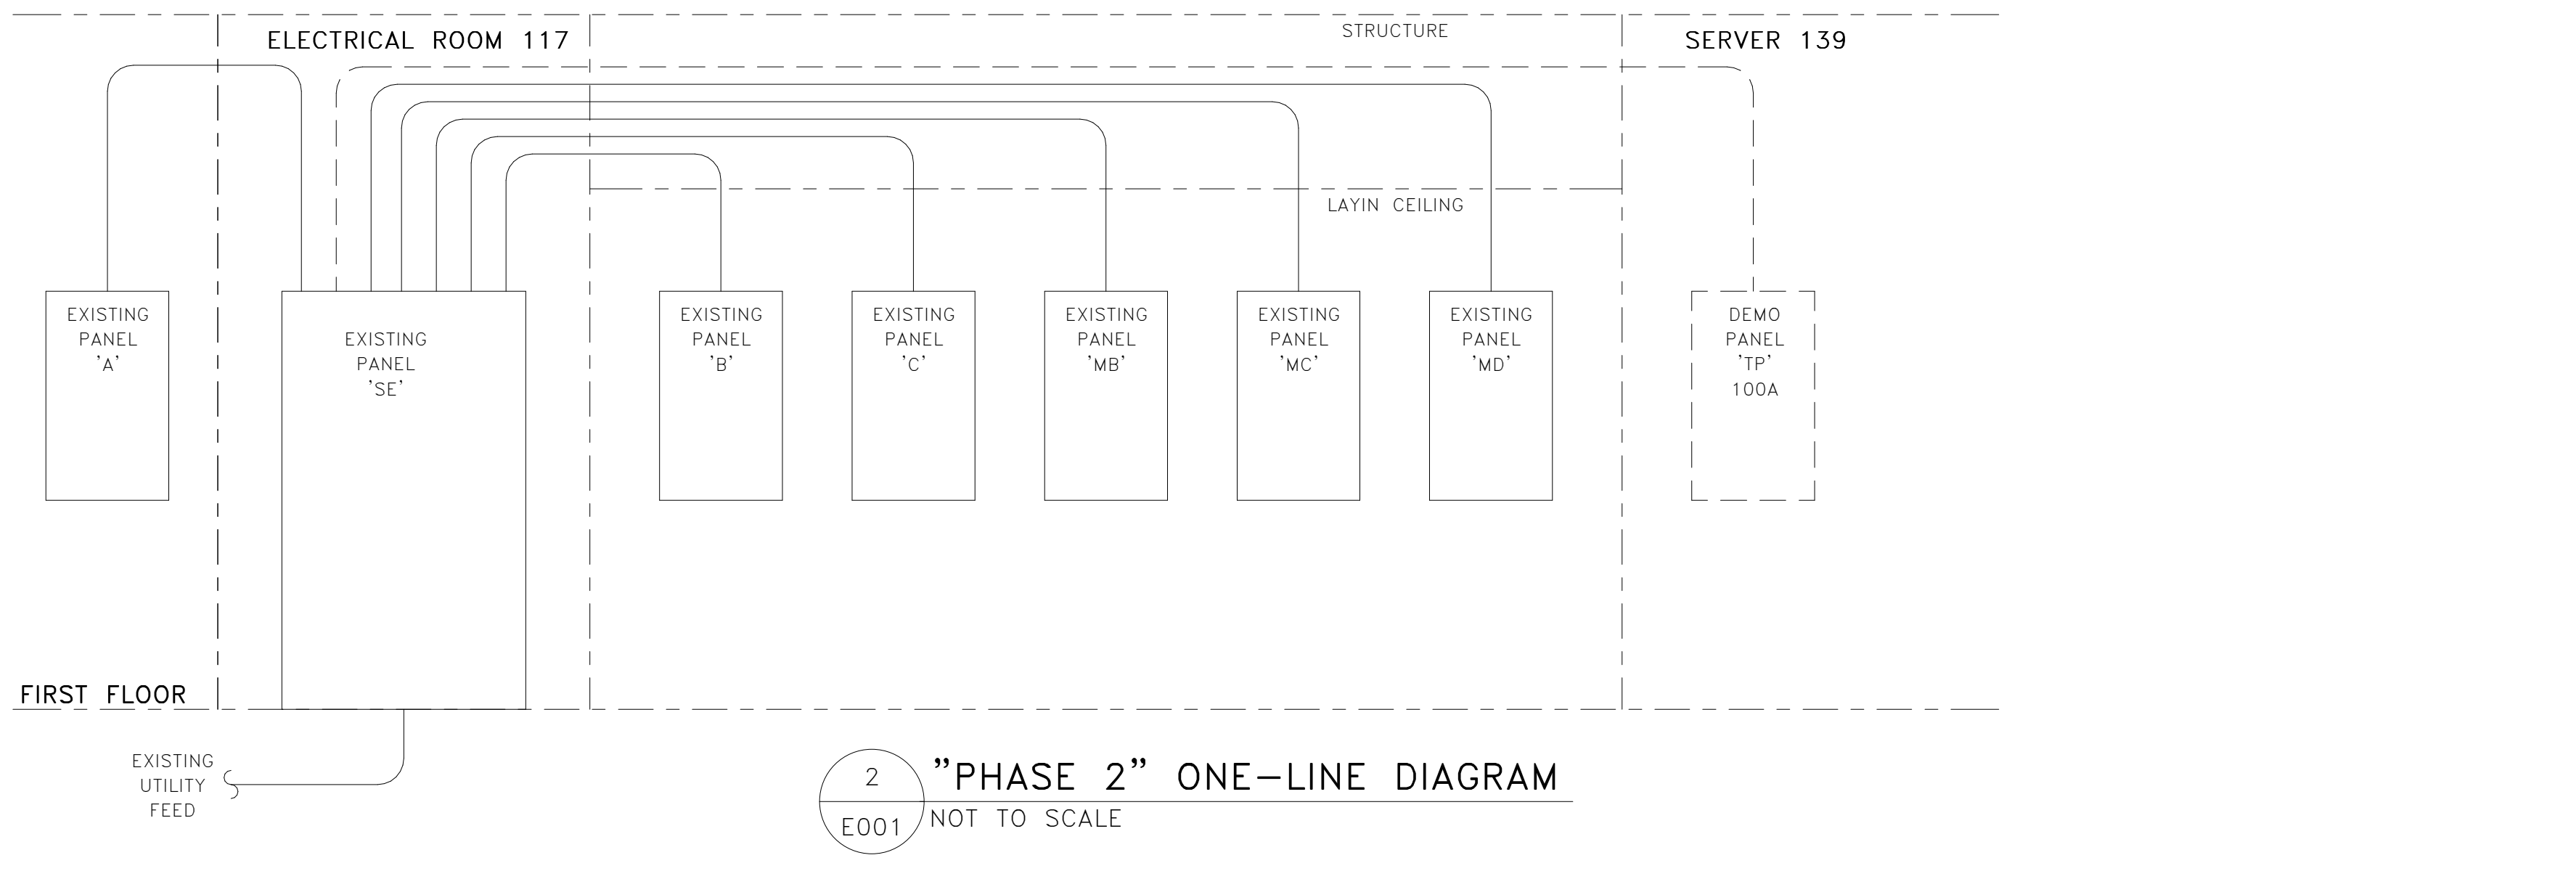 STRUCTURE
ELECTRICAL ROOM 117
SERVER 139
LAYIN CEILING
EXISTING
PANEL
'A'
EXISTING
PANEL
'SE'
EXISTING
PANEL
'B'
EXISTING
PANEL
'C'
EXISTING
PANEL
'MB'
EXISTING
PANEL
'MC'
EXISTING
PANEL
'MD'
DEMO
PANEL
'TP'
100A
FIRST FLOOR
EXISTING
UTILITY
FEED
2
E001
"PHASE 2" ONE-LINE DIAGRAM
NOT TO SCALE